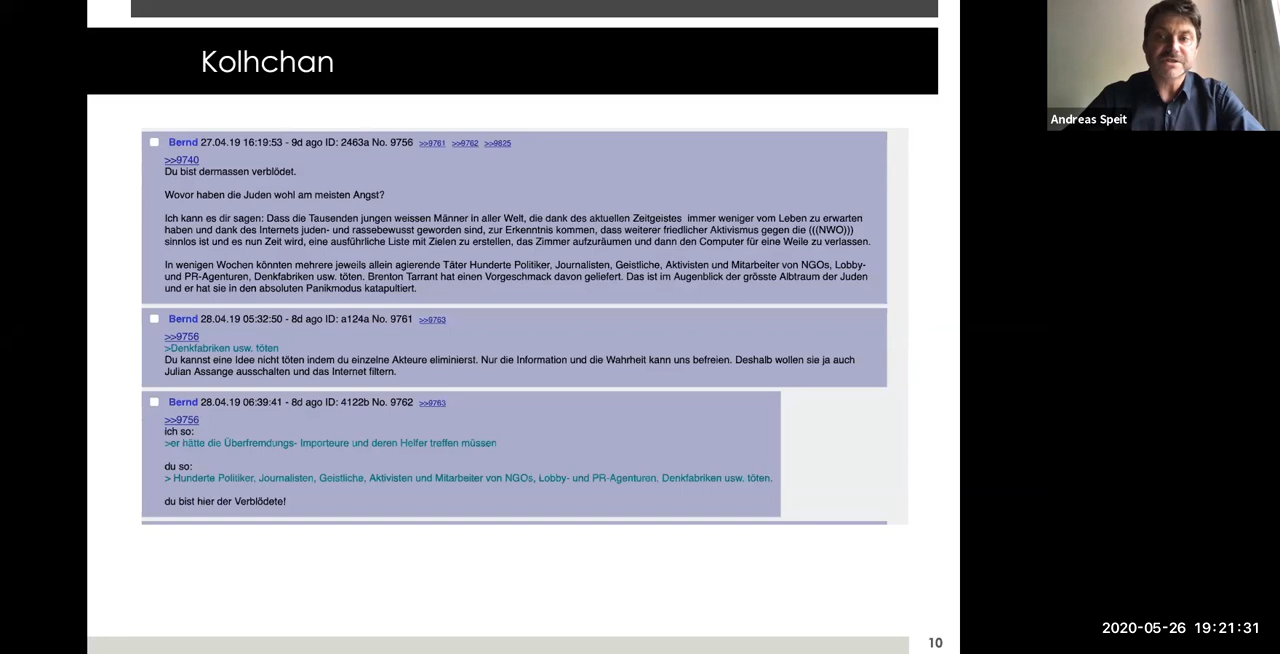 Kolhchan
Bernd 27.04.19 16:19:53 - 9d ago ID: 2463a No. 9756 >>9761 >>9762 >>9825
>>9740
Du bist dermassen verblödet.
Wovor haben die Juden wohl am meisten Angst?
Ich kann es dir sagen: Dass die Tausenden jungen weissen Männer in aller Welt, die dank des aktuellen Zeitgeistes immer weniger vom Leben zu erwarten
haben und dank des Internets juden- und rassebewusst geworden sind, zur Erkenntnis kommen, dass weiterer friedlicher Aktivismus gegen die (((NWO)))
sinnlos ist und es nun Zeit wird, eine ausführliche Liste mit Zielen zu erstellen, das Zimmer aufzuräumen und dann den Computer für eine Weile zu verlassen.
In wenigen Wochen könnten mehrere jeweils allein agierende Täter Hunderte Politiker, Journalisten, Geistliche, Aktivisten und Mitarbeiter von NGOs, Lobby-
und PR-Agenturen, Denkfabriken usw. töten. Brenton Tarrant hat einen Vorgeschmack davon geliefert. Das ist im Augenblick der grösste Albtraum der Juden
und er hat sie in den absoluten Panikmodus katapultiert.
Bernd 28.04.19 05:32:50 - 8d ago ID: a124a No. 9761 >>9763
>>9756
>Denkfabriken usw. töten
Du kannst eine Idee nicht töten indem du einzelne Akteure eliminierst. Nur die Information und die Wahrheit kann uns befreien. Deshalb wollen sie ja auch
Julian Assange ausschalten und das Internet filtern.
Bernd 28.04.19 06:39:41 - 8d ago ID: 4122b No. 9762 >>9763
>>9756
ich so:
>er hätte die Überfremdungs- Importeure und deren Helfer treffen müssen
du so:
> Hunderte Politiker, Journalisten, Geistliche, Aktivisten und Mitarbeiter von NGOs, Lobby- und PR-Agenturen, Denkfabriken usw. töten.
du bist hier der Verblödete!
10
Andreas Speit
2020-05-26 19:21:31